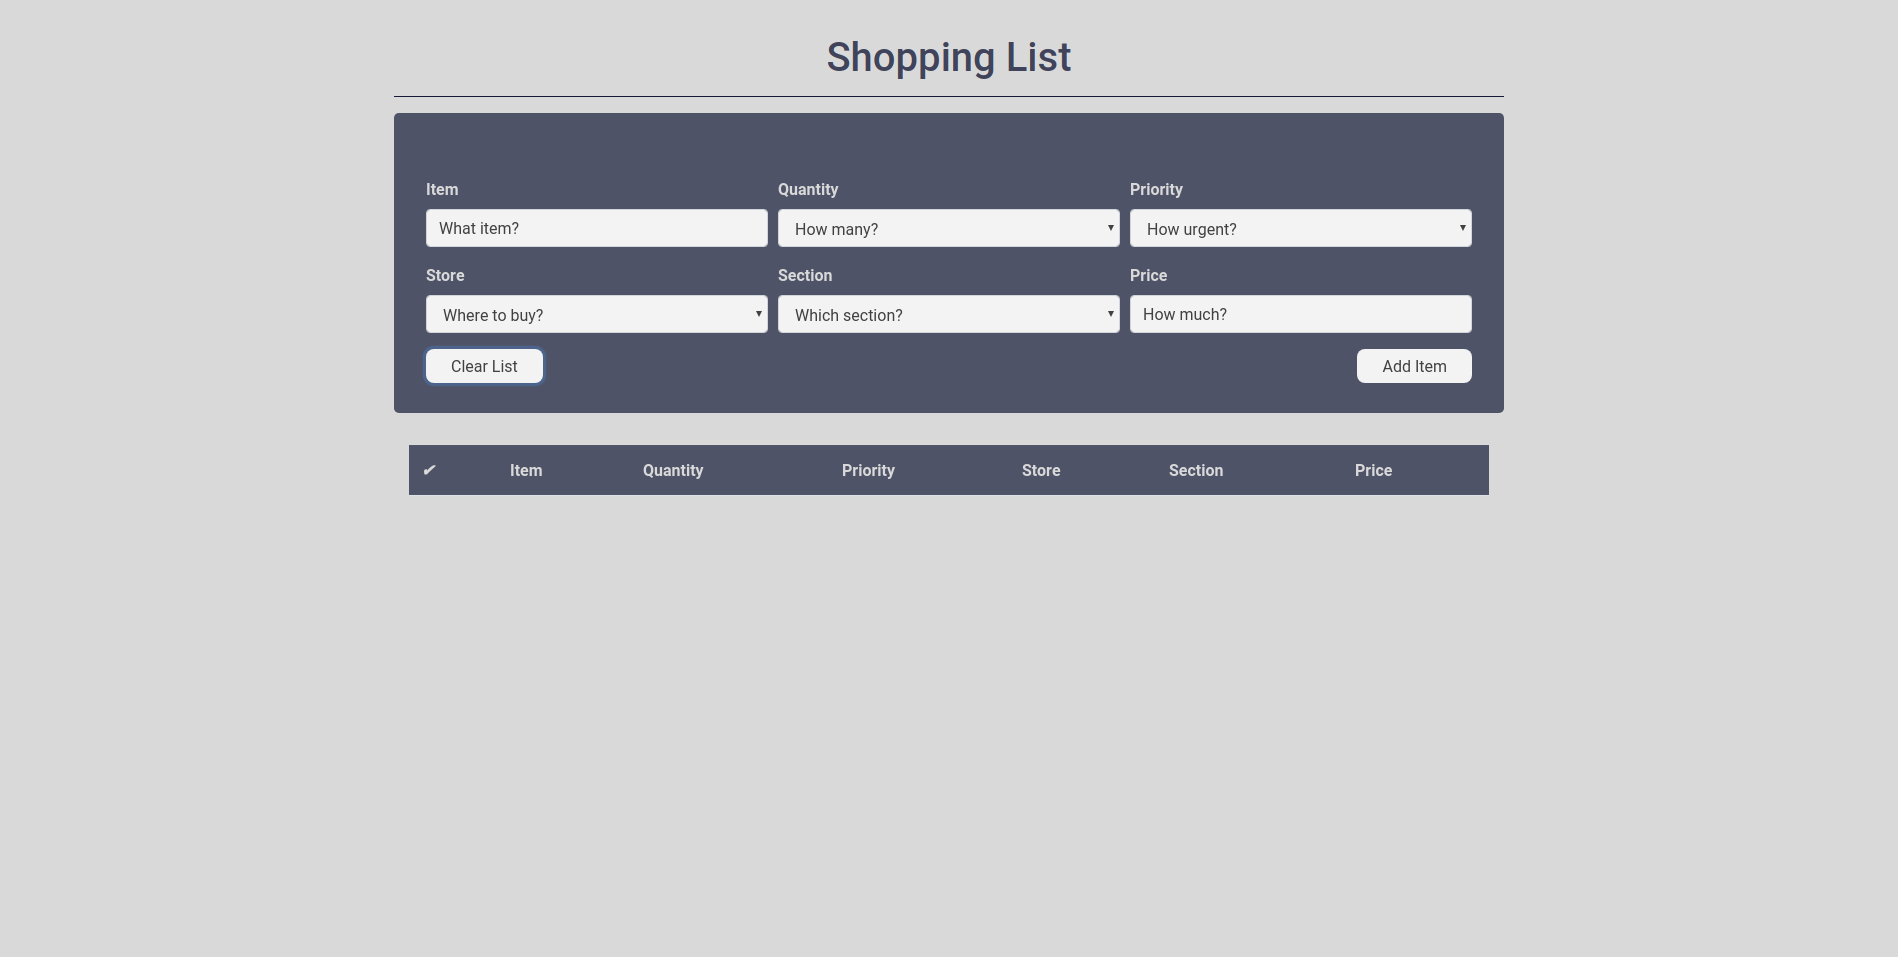 Shopping List
Item Quantity Priority
What item? How many? How urgent?
Store Section Price
Where to buy? Which section? How much?
Clear List Add Item
✔ Item Quantity Priority Store Section Price